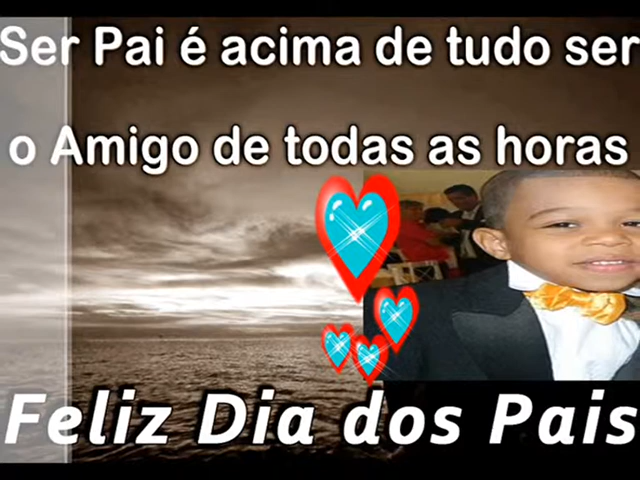 Ser Pai é acima de tudo ser
o Amigo de todas as horas
Feliz Dia dos Pais